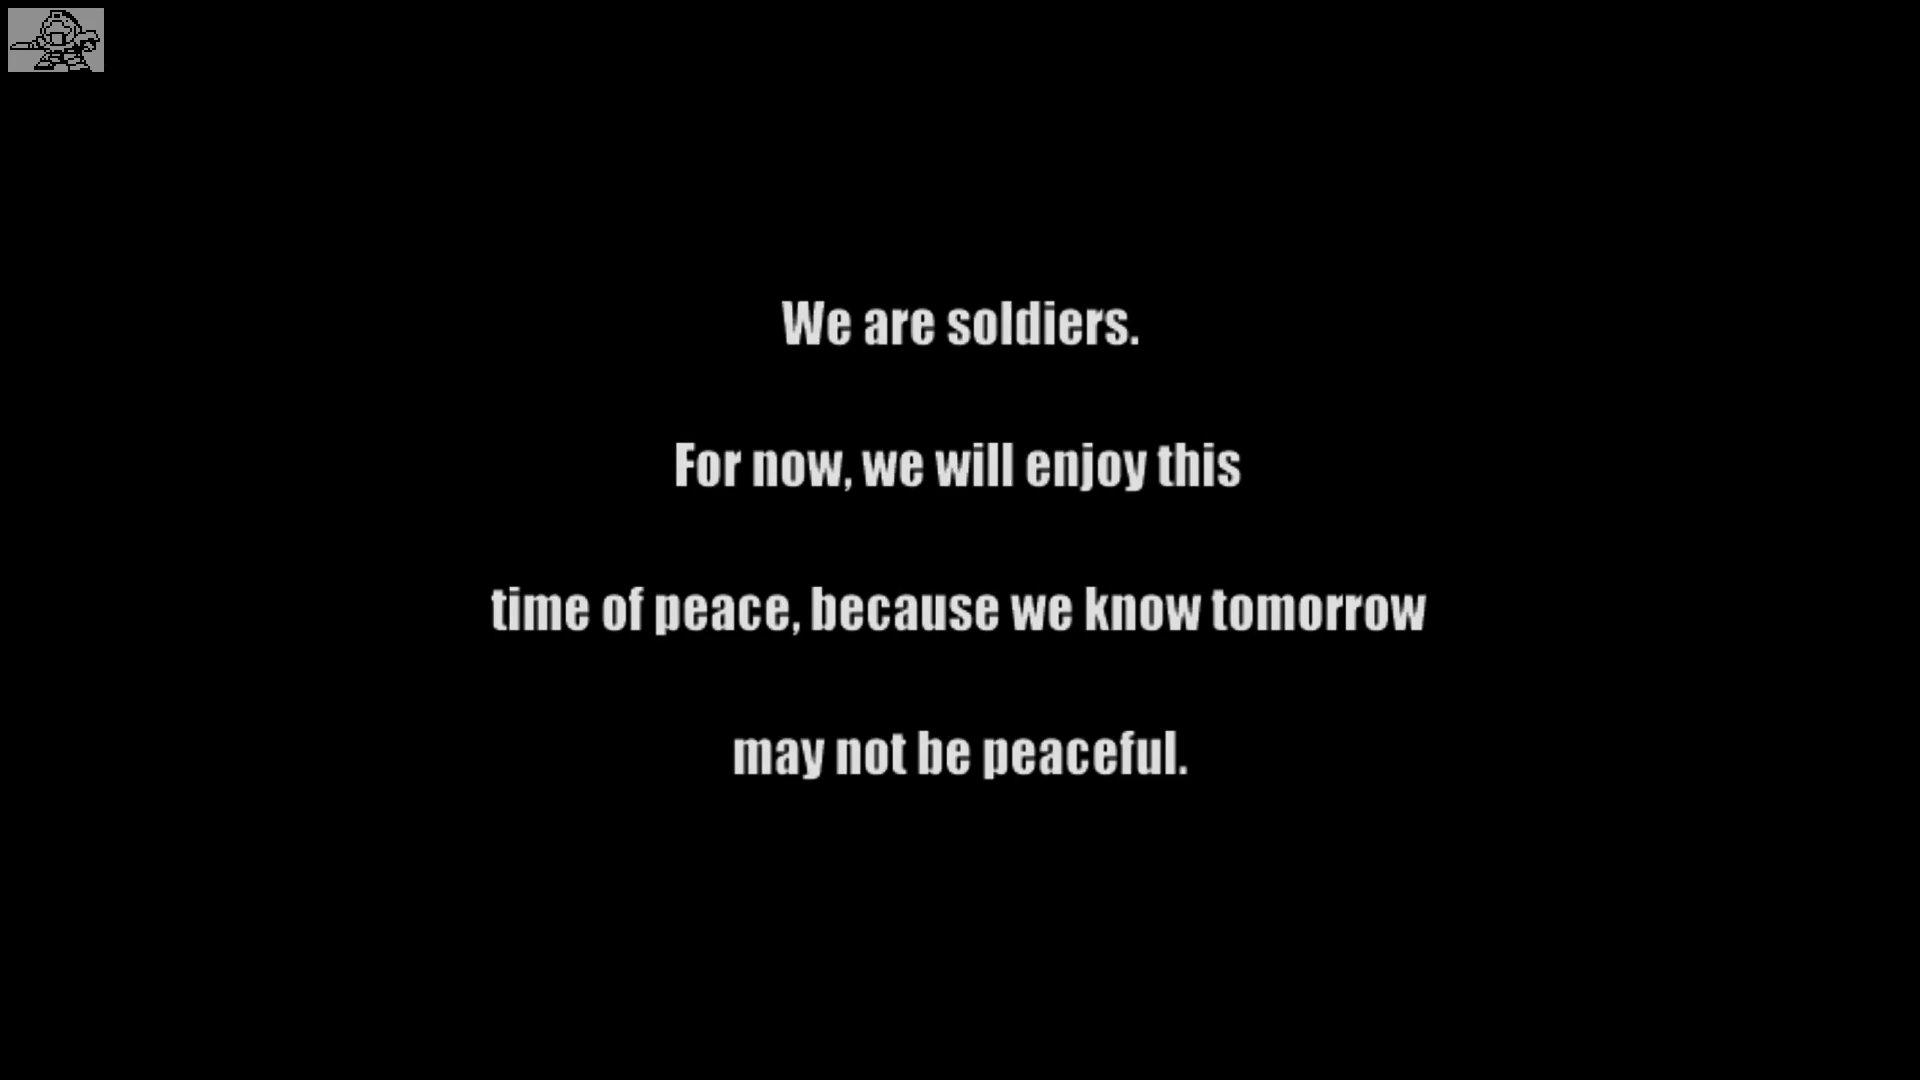 We are soldiers.
For now, we will enjoy this
time of peace, because we know tomorrow
may not be peaceful.